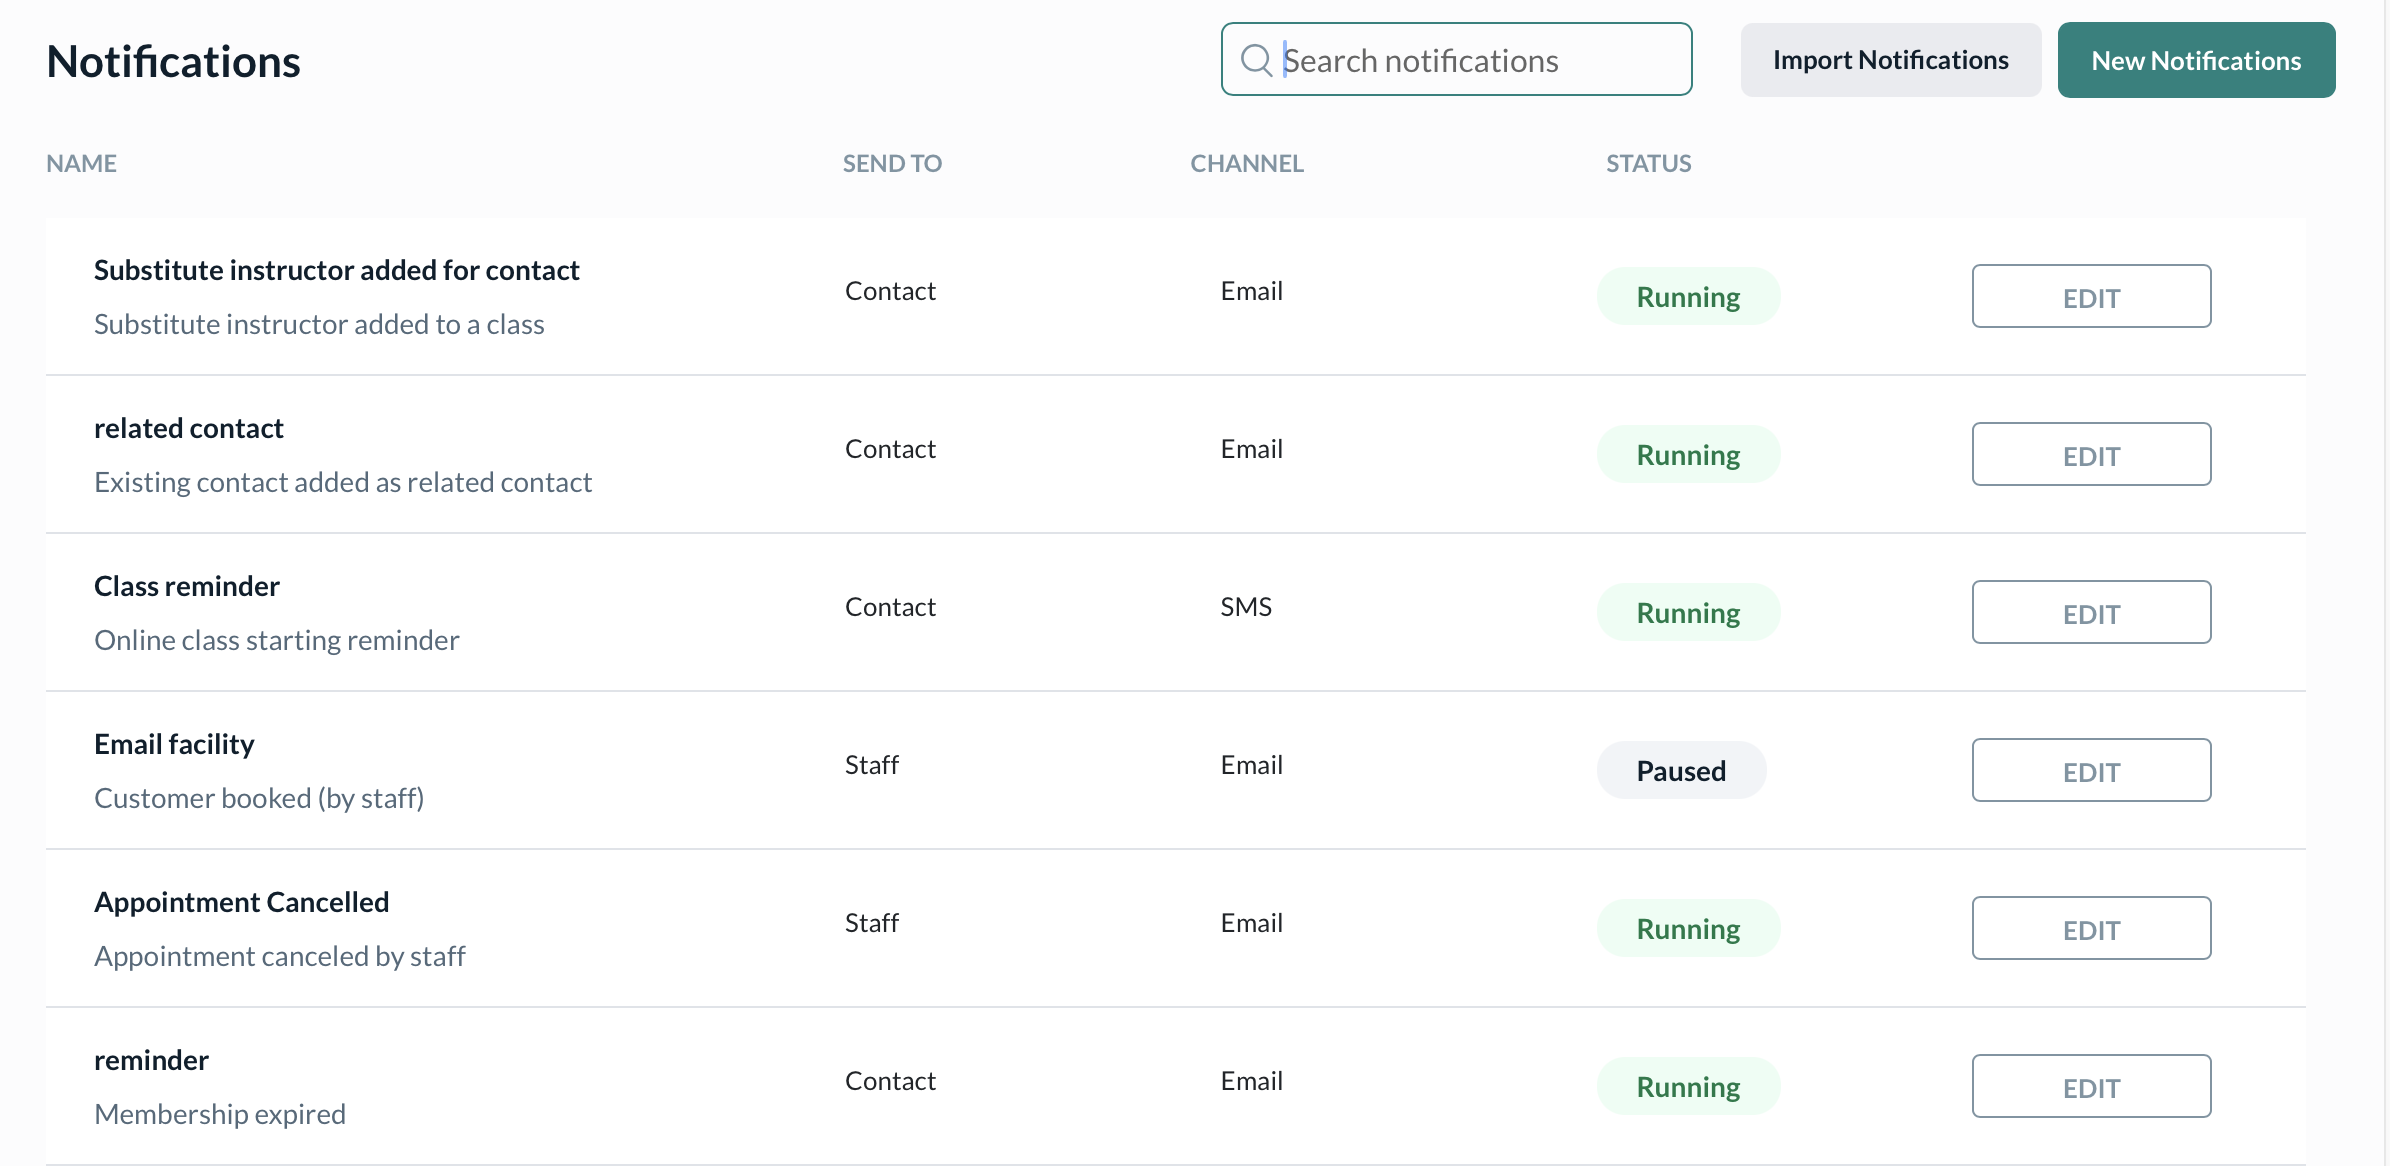 Notifications
Search notifications
Import Notifications
New Notifications
NAME SEND TO CHANNEL STATUS
Substitute instructor added for contact
Substitute instructor added to a class
Contact Email Running EDIT
related contact
Existing contact added as related contact
Contact Email Running EDIT
Class reminder
Online class starting reminder
Contact SMS Running EDIT
Email facility
Customer booked (by staff)
Staff Email Paused EDIT
Appointment Cancelled
Appointment canceled by staff
Staff Email Running EDIT
reminder
Membership expired
Contact Email Running EDIT